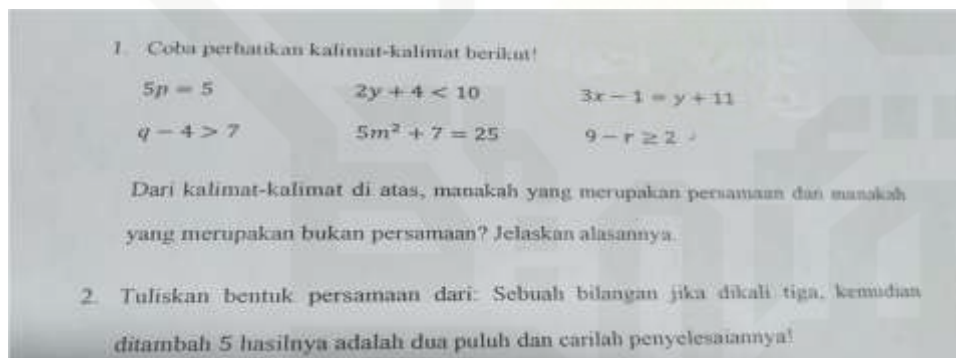 1. Coba perhatikan kalimat-kalimat berikut!
5p = 5 2y + 4 < 10 3x − 1 = y + 11
q − 4 > 7 5m² + 7 = 25 9 − r ≥ 2
Dari kalimat-kalimat di atas, manakah yang merupakan persamaan dan manakah
yang merupakan bukan persamaan? Jelaskan alasannya.
2. Tuliskan bentuk persamaan dari: Sebuah bilangan jika dikali tiga, kemudian
ditambah 5 hasilnya adalah dua puluh dan carilah penyelesaiannya!